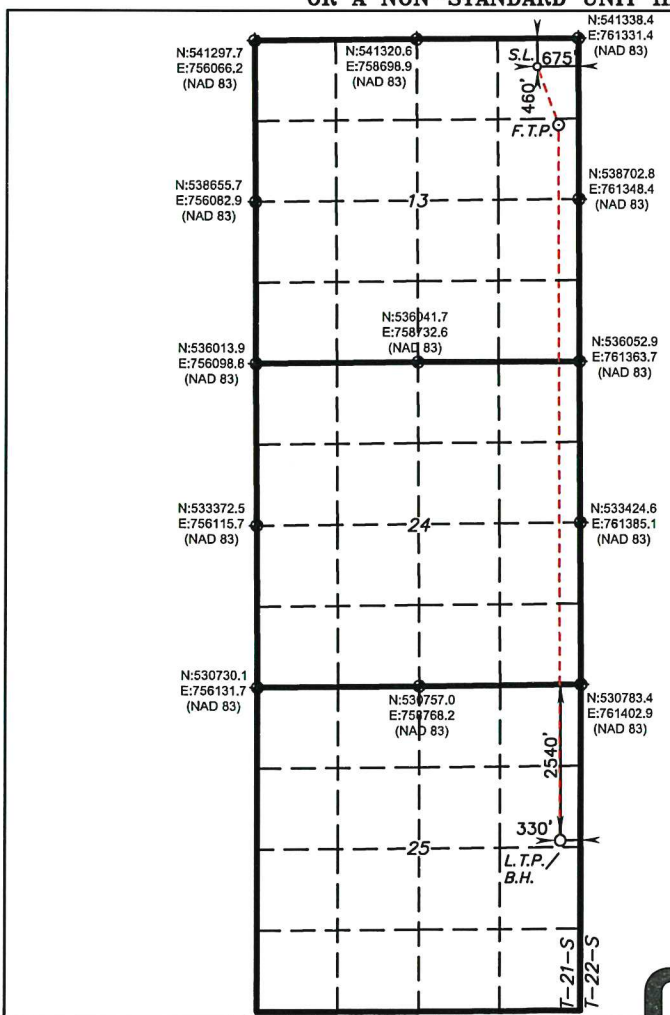 OR A NON STANDARD UNIT
N:541297.7
E:756066.2
(NAD 83)
N:541320.6
E:758698.9
(NAD 83)
N:541338.4
E:761331.4
(NAD 83)
S.L.
675'
460'
F.T.P.
N:538655.7
E:756082.9
(NAD 83)
13
N:538702.8
E:761348.4
(NAD 83)
N:536013.9
E:756098.8
(NAD 83)
N:536041.7
E:758732.6
(NAD 83)
N:536052.9
E:761363.7
(NAD 83)
N:533372.5
E:756115.7
(NAD 83)
24
N:533424.6
E:761385.1
(NAD 83)
N:530730.1
E:756131.7
(NAD 83)
N:530757.0
E:758768.2
(NAD 83)
N:530783.4
E:761402.9
(NAD 83)
2540'
330'
25
L.T.P./
B.H.
T-21-S
T-22-S